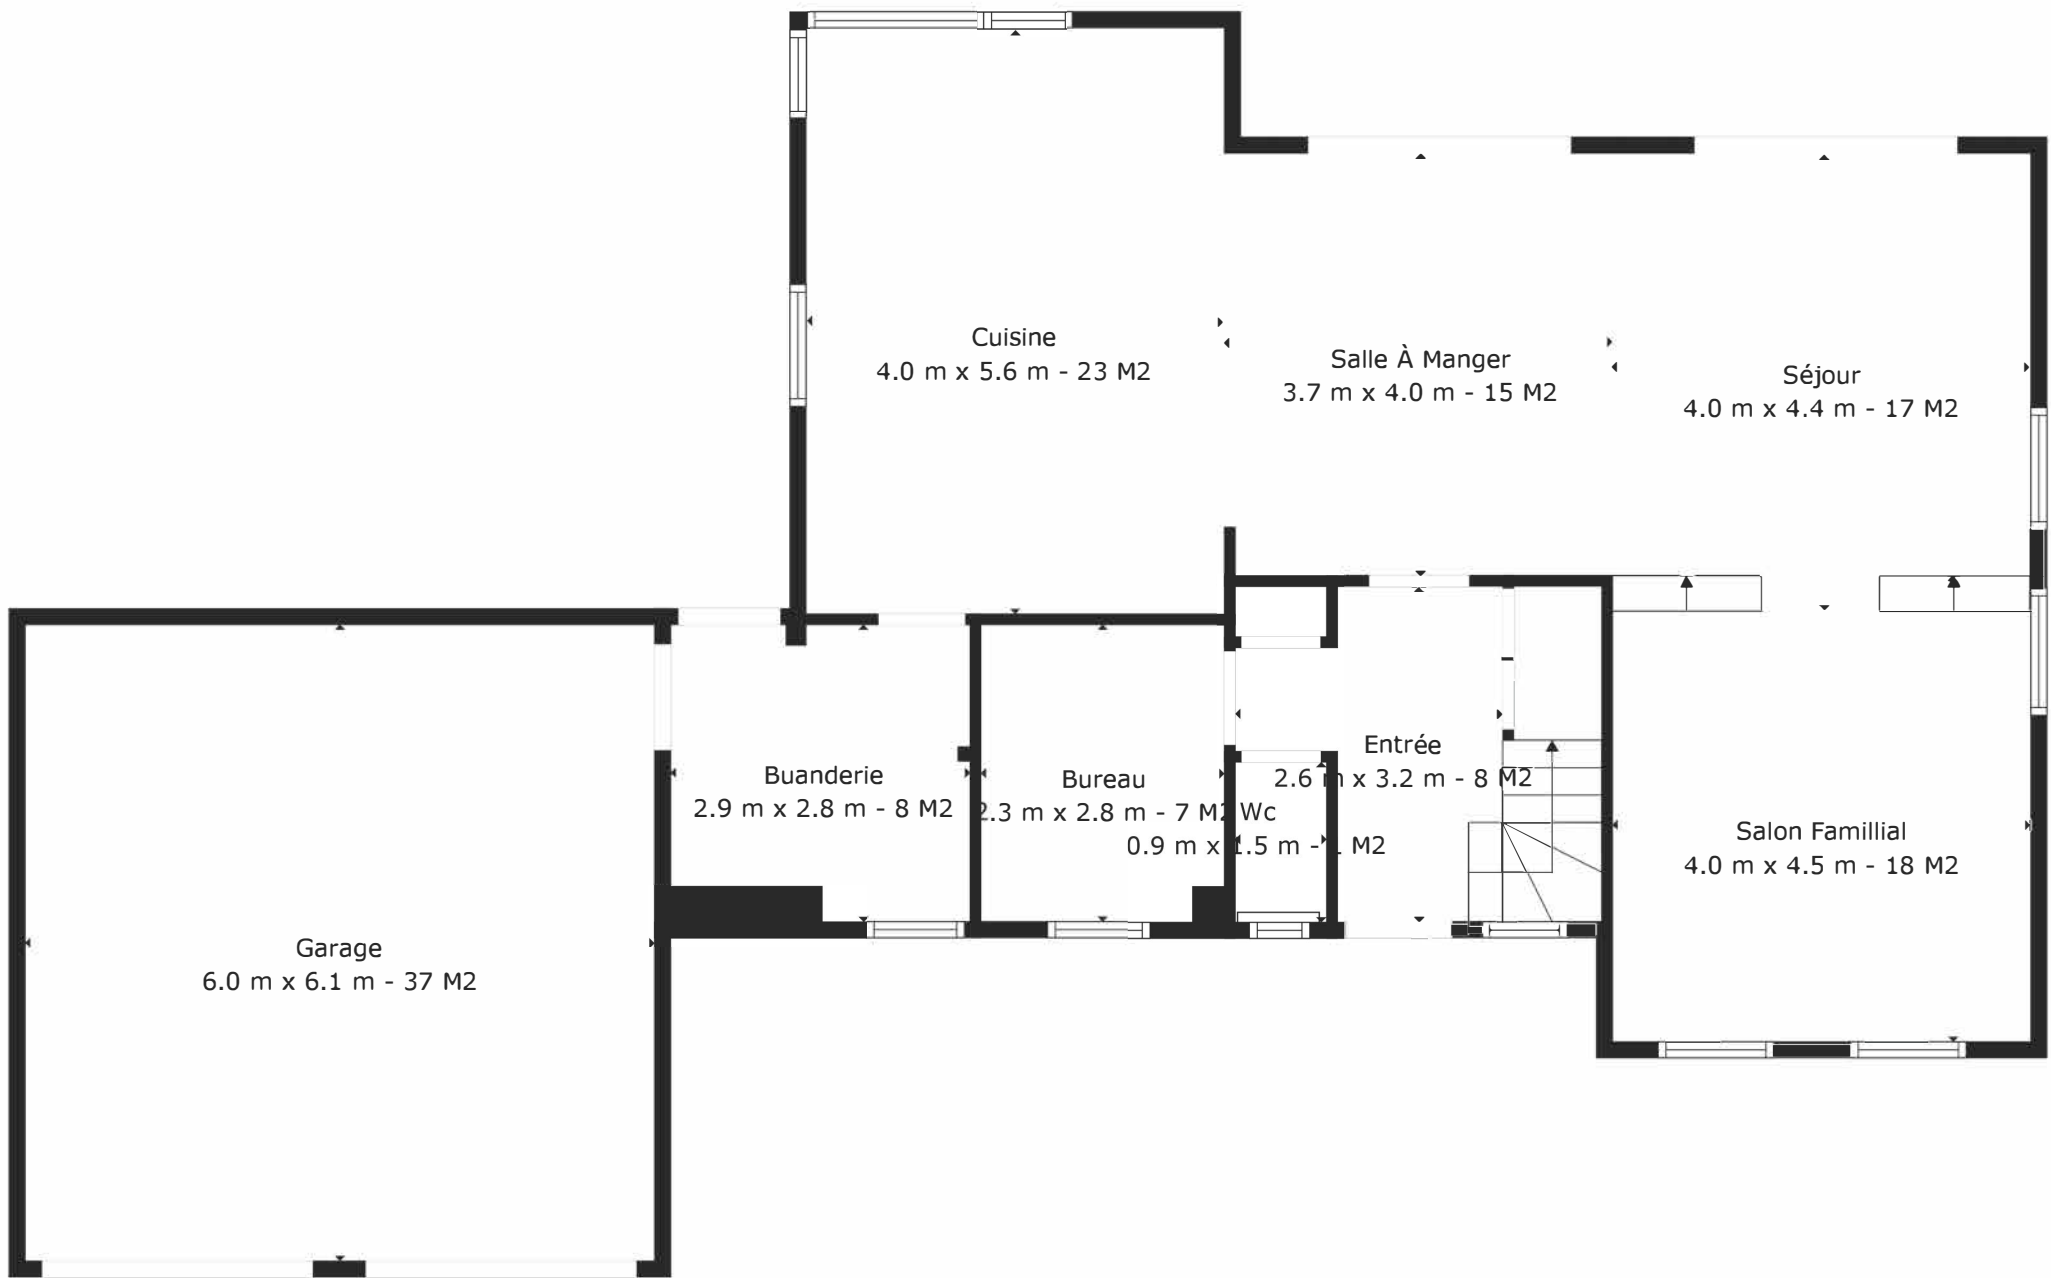 Cuisine
4.0 m x 5.6 m - 23 M2
Salle À Manger
3.7 m x 4.0 m - 15 M2
Séjour
4.0 m x 4.4 m - 17 M2
Buanderie
2.9 m x 2.8 m - 8 M2
Bureau
2.3 m x 2.8 m - 7 M2
Wc
0.9 m x 1.5 m - 1 M2
Entrée
2.6 m x 3.2 m - 8 M2
Salon Famillial
4.0 m x 4.5 m - 18 M2
Garage
6.0 m x 6.1 m - 37 M2